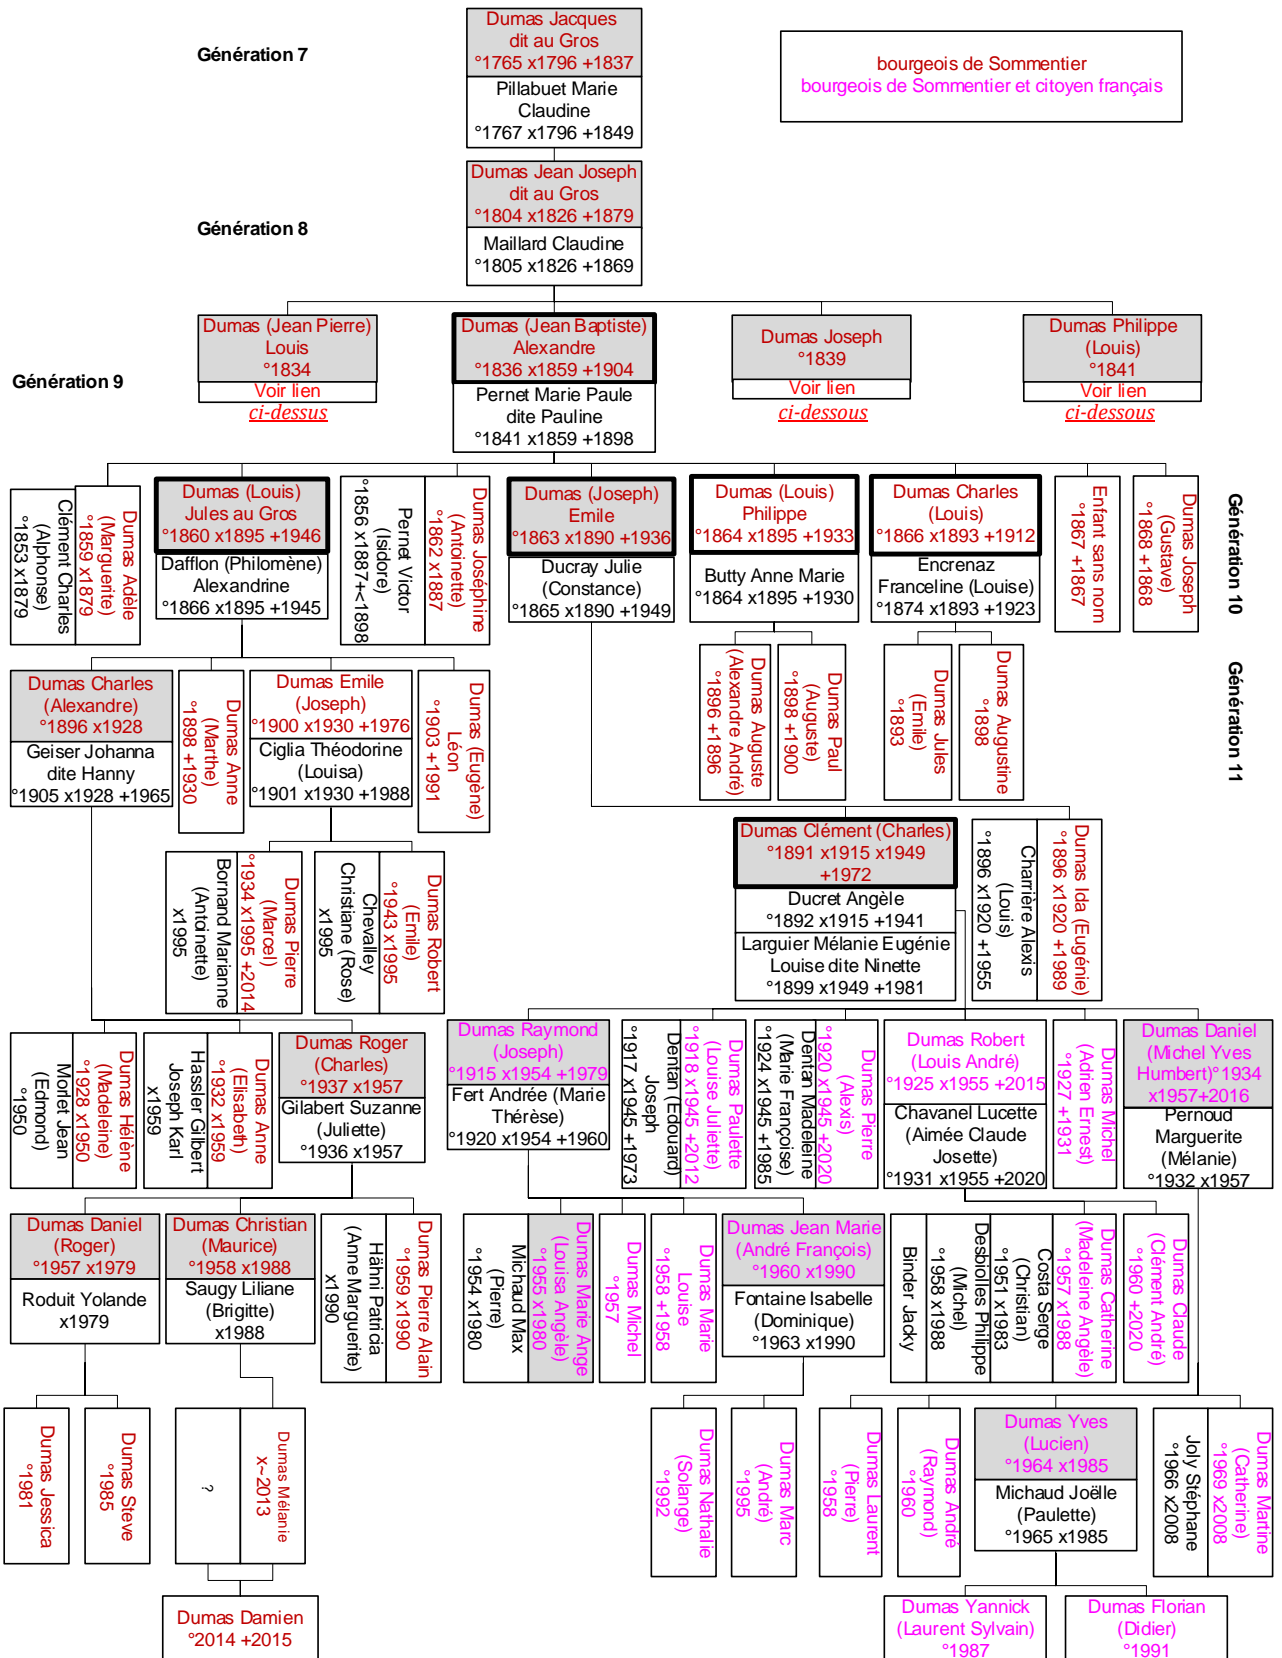 Génération 7
Dumas Jacques
dit au Gros
°1765 x1796 +1837
Pillabuet Marie
Claudine
°1767 x1796 +1849
bourgeois de Sommentier
bourgeois de Sommentier et citoyen français
Génération 8
Dumas Jean Joseph
dit au Gros
°1804 x1826 +1879
Maillard Claudine
°1805 x1826 +1869
Génération 9
Dumas (Jean Pierre)
Louis
°1834
Voir lien
ci-dessus
Dumas (Jean Baptiste)
Alexandre
°1836 x1859 +1904
Pernet Marie Paule
dite Pauline
°1841 x1859 +1898
Dumas Joseph
°1839
Voir lien
ci-dessous
Dumas Philippe
(Louis)
°1841
Voir lien
ci-dessous
Génération 10
Dumas Adèle
(Marguerite)
°1859 x1879
Clément Charles
(Alphonse)
°1853 x1879
Dumas (Louis)
Jules au Gros
°1860 x1895 +1946
Dafflon (Philomène)
Alexandrine
°1866 x1895 +1945
Dumas Joséphine
(Antoinette)
°1862 x1887
Pernet Victor
(Isidore)
°1856 x1887+<1898
Dumas (Joseph)
Emile
°1863 x1890 +1936
Ducray Julie
(Constance)
°1865 x1890 +1949
Dumas (Louis)
Philippe
°1864 x1895 +1933
Butty Anne Marie
°1864 x1895 +1930
Dumas Charles
(Louis)
°1866 x1893 +1912
Encrenaz
Franceline (Louise)
°1874 x1893 +1923
Enfant sans nom
°1867 +1867
Dumas Joseph
(Gustave)
°1868 +1868
Génération 11
Dumas Charles
(Alexandre)
°1896 x1928
Geiser Johanna
dite Hanny
°1905 x1928 +1965
Dumas Anne
(Marthe)
°1898 +1930
Dumas Emile
(Joseph)
°1900 x1930 +1976
Ciglia Théodorine
(Louisa)
°1901 x1930 +1988
Dumas (Eugène)
Léon
°1903 +1991
Dumas Auguste
(Alexandre André)
°1896 +1896
Dumas Paul
(Auguste)
°1898 +1900
Dumas Jules
(Emile)
°1893
Dumas Augustine
°1898
Dumas Clément (Charles)
°1891 x1915 x1949
+1972
Ducret Angèle
°1892 x1915 +1941
Larguier Mélanie Eugénie
Louise dite Ninette
°1899 x1949 +1981
Dumas Ida (Eugénie)
°1896 x1920 +1989
Charrière Alexis
(Louis)
°1896 x1920 +1955
Dumas Pierre
(Marcel)
°1934 x1995 +2014
Bornand Marianne
(Antoinette)
x1995
Dumas Robert
(Emile)
°1943 x1995
Chevalley
Christiane (Rose)
x1995
Dumas Hélène
(Madeleine)
°1928 x1950
Morlet Jean
(Edmond)
°1950
Dumas Anne
(Elisabeth)
°1932 x1959
Hassler Gilbert
Joseph Karl
x1959
Dumas Roger
(Charles)
°1937 x1957
Gilabert Suzanne
(Juliette)
°1936 x1957
Dumas Raymond
(Joseph)
°1915 x1954 +1979
Fert Andrée (Marie
Thérèse)
°1920 x1954 +1960
Dumas Paulette
(Louise Juliette)
°1918 x1945 +2012
Dentan (Edouard)
Joseph
°1917 x1945 +1973
Dumas Pierre
(Alexis)
°1920 x1945 +2020
Dentan Madeleine
(Marie Françoise)
°1924 x1945 +1985
Dumas Robert
(Louis André)
°1925 x1955 +2015
Chavanel Lucette
(Aimée Claude
Josette)
°1931 x1955 +2020
Dumas Michel
(Adrien Ernest)
°1927 +1931
Dumas Daniel
(Michel Yves
Humbert)°1934
x1957+2016
Pernoud
Marguerite
(Mélanie)
°1932 x1957
Dumas Daniel
(Roger)
°1957 x1979
Roduit Yolande
x1979
Dumas Christian
(Maurice)
°1958 x1988
Saugy Liliane
(Brigitte)
x1988
Dumas Pierre Alain
°1959 x1990
Hähni Patricia
(Anne Marguerite)
x1990
Dumas Marie Ange
(Louisa Angèle)
°1955 x1980
Michaud Max
(Pierre)
°1954 x1980
Dumas Michel
°1957
Dumas Marie
Louise
°1958 +1958
Dumas Jean Marie
(André François)
°1960 x1990
Fontaine Isabelle
(Dominique)
°1963 x1990
Dumas Catherine
(Madeleine Angèle)
°1957 x1988
Costa Serge
(Christian)
°1951 x1983
Desbiolles Philippe
(Michel)
°1958 x1988
Binder Jacky
Dumas Claude
(Clément André)
°1960 +2020
Dumas Jessica
°1981
Dumas Steve
°1985
Dumas Mélanie
x~2013
?
Dumas Damien
°2014 +2015
Dumas Nathalie
(Solange)
°1992
Dumas Marc
(André)
°1995
Dumas Laurent
(Pierre)
°1958
Dumas André
(Raymond)
°1960
Dumas Yves
(Lucien)
°1964 x1985
Michaud Joëlle
(Paulette)
°1965 x1985
Dumas Martine
(Catherine)
°1969 x2008
Joly Stéphane
°1966 x2008
Dumas Yannick
(Laurent Sylvain)
°1987
Dumas Florian
(Didier)
°1991